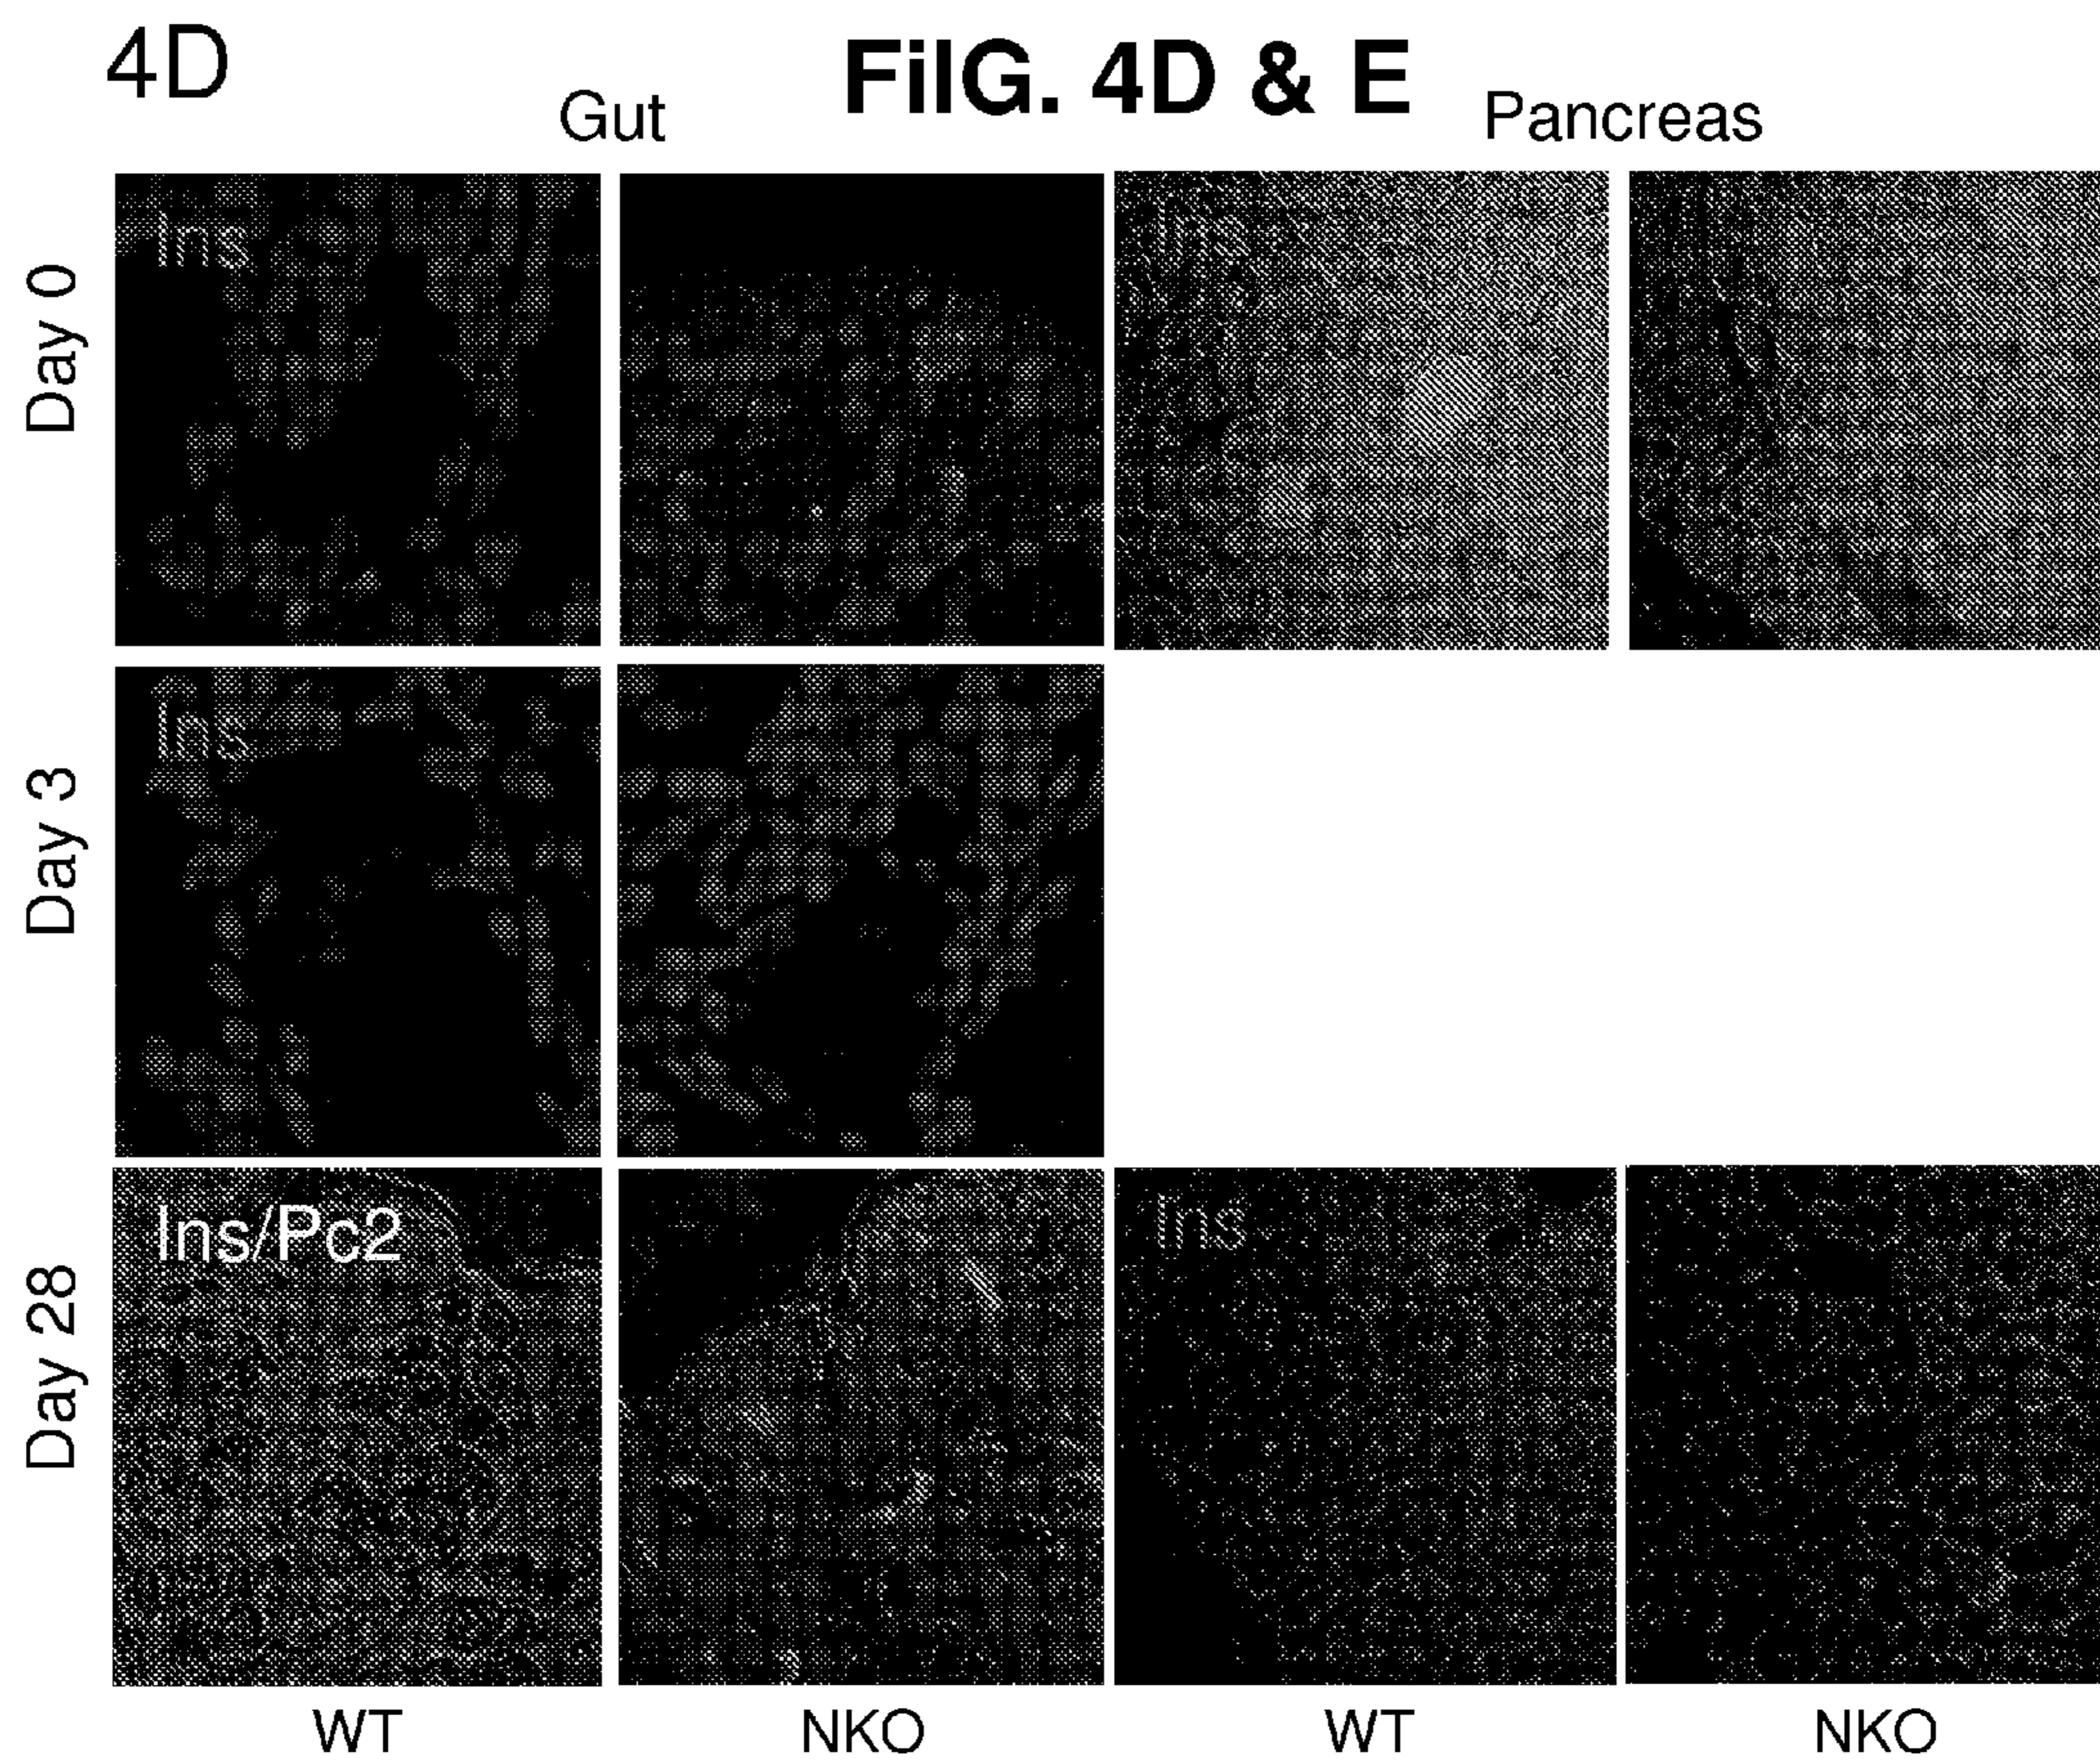 4D
FilG. 4D & E
Gut
Pancreas
Day 0
Ins
Ins
Day 3
Ins
Day 28
Ins/Pc2
Ins
WT
NKO
WT
NKO